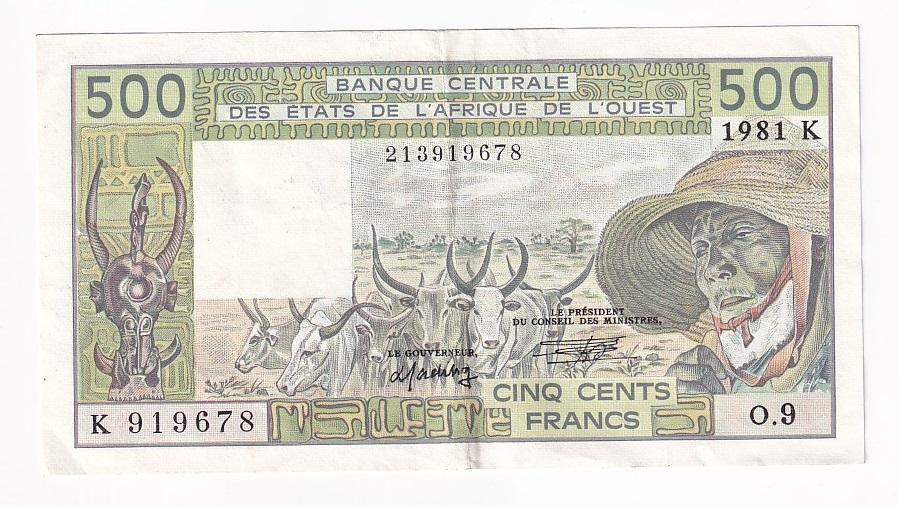 500
BANQUE CENTRALE
DES ÉTATS DE L'AFRIQUE DE L'OUEST
500
1981 K
213919678
LE PRÉSIDENT
DU CONSEIL DES MINISTRES,
LE GOUVERNEUR,
CINQ CENTS
FRANCS
K 919678
O.9